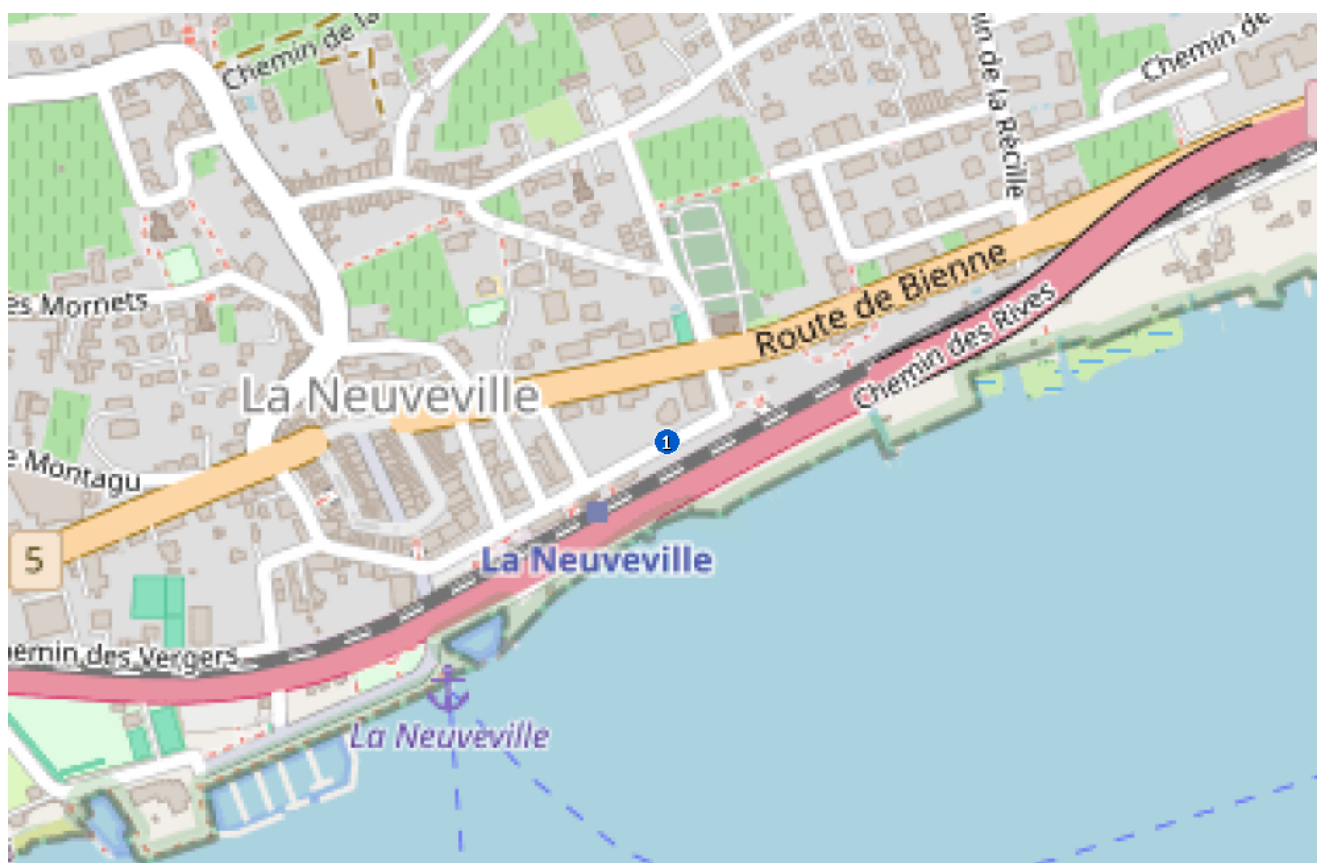 Chemin de la
Chemin de
de la Récille
es Mornets
Route de Bienne
Chemin des Rives
La Neuveville
1
e Montagu
5
La Neuveville
emin des Vergers
La Neuveville